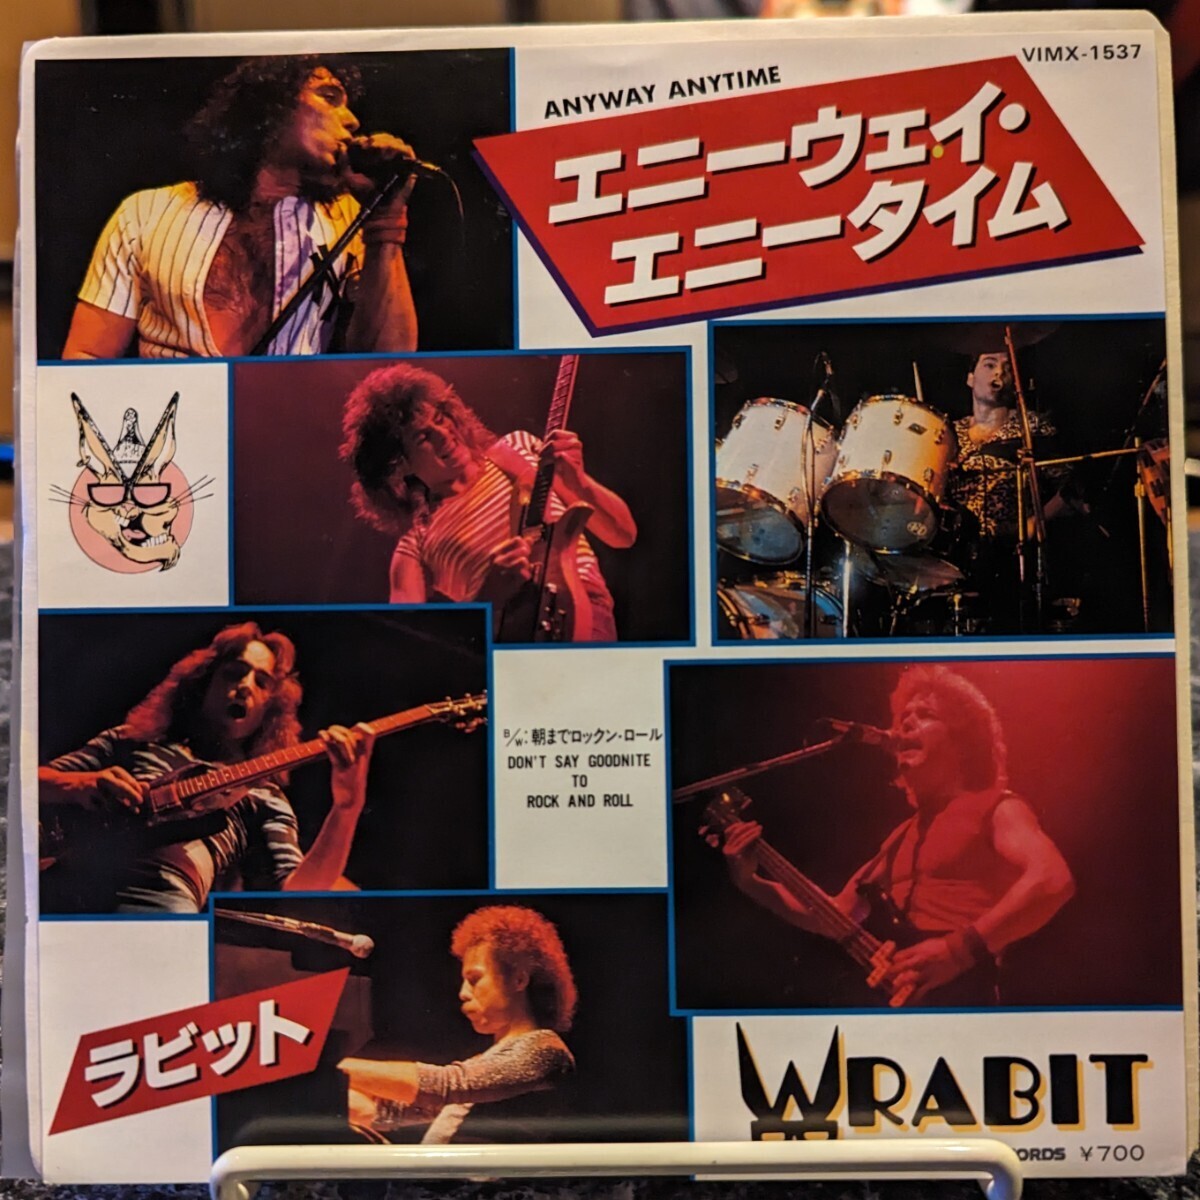 VIMX-1537
ANYWAY ANYTIME
エニーウェイ・
エニータイム
B/W:朝までロックン・ロール
DON'T SAY GOODNITE
TO
ROCK AND ROLL
ラビット
WRABIT
¥700